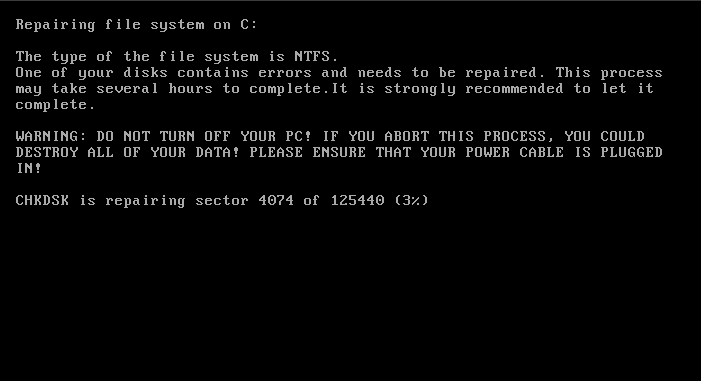 Repairing file system on C:
The type of the file system is NTFS.
One of your disks contains errors and needs to be repaired. This process
may take several hours to complete.It is strongly recommended to let it
complete.
WARNING: DO NOT TURN OFF YOUR PC! IF YOU ABORT THIS PROCESS, YOU COULD
DESTROY ALL OF YOUR DATA! PLEASE ENSURE THAT YOUR POWER CABLE IS PLUGGED
IN!
CHKDSK is repairing sector 4074 of 125440 (3%)